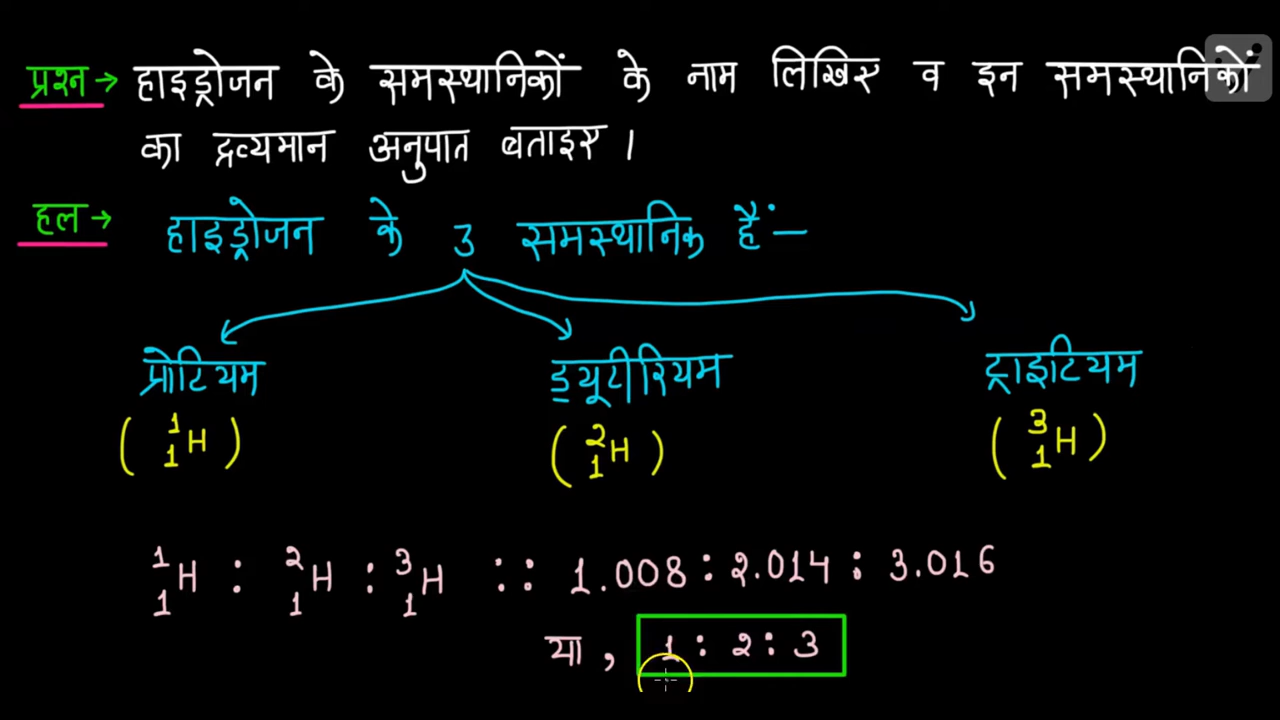 प्रश्न → हाइड्रोजन के समस्थानिकों के नाम लिखिए व इन समस्थानिकों
का द्रव्यमान अनुपात बताइए।
हल → हाइड्रोजन के 3 समस्थानिक हैं:—
प्रोटियम ड्यूटीरियम ट्राइटियम
(¹₁H) (²₁H) (³₁H)
¹₁H : ²₁H : ³₁H :: 1.008 : 2.014 : 3.016
या, 1 : 2 : 3